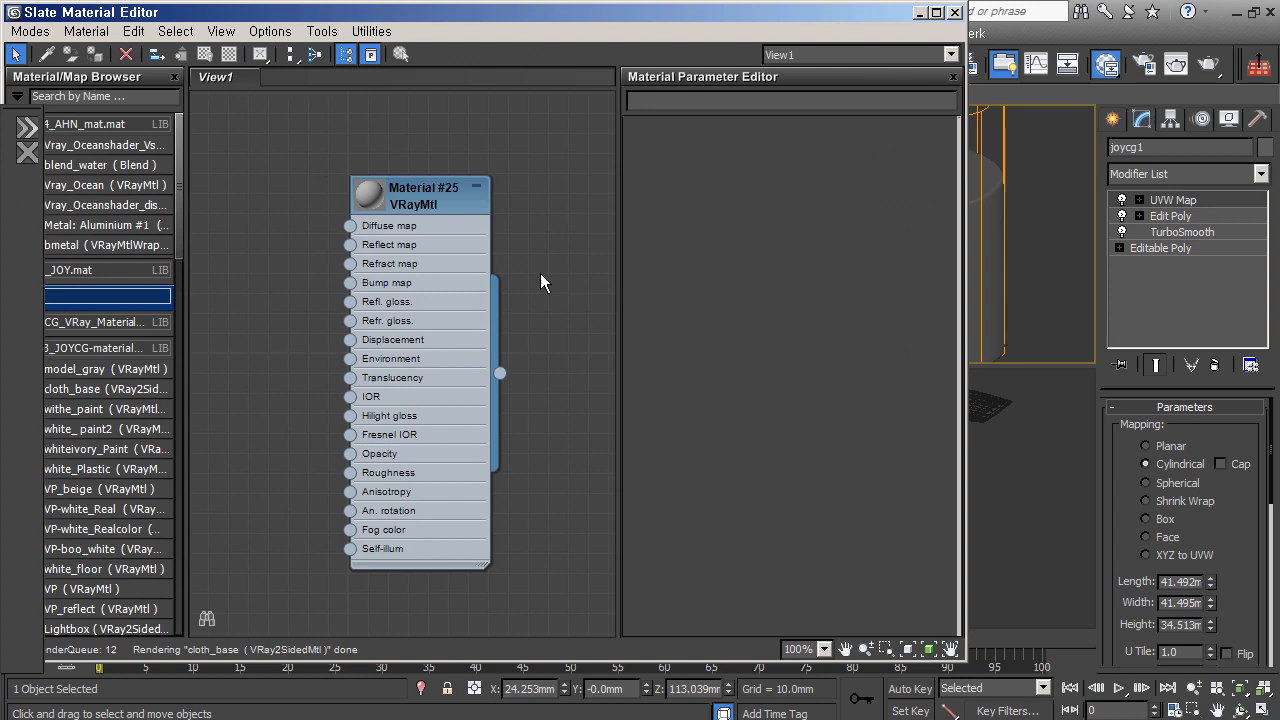 Slate Material Editor
d or phrase
Modes Material Edit Select View Options Tools Utilities
View1
Material/Map Browser
View1
Material Parameter Editor
Search by Name ...
_AHN_mat.mat LIB
Vray_Oceanshader_Vs...
blend_water ( Blend )
Vray_Ocean (VRayMtl)
Vray_Oceanshader_dis...
Metal: Aluminium #1 (
bmetal ( VRayMtlWrap...
_JOY.mat LIB
CG_VRay_Material... LIB
3_JOYCG-material... LIB
model_gray ( VRayMtl )
cloth_base ( VRay2Sid...
withe_paint ( VRayMtl...
white_ paint2 ( VRayM...
whiteivory_Paint ( VRa...
white_Plastic ( VRayM...
VP_beige ( VRayMtl )
VP-white_Real ( VRay...
VP-white_Realcolor (...
VP-boo_white ( VRay...
white_floor ( VRayMtl )
VP ( VRayMtl )
VP_reflect ( VRayMtl )
Lightbox ( VRay2Sided...
Material #25
VRayMtl
Diffuse map
Reflect map
Refract map
Bump map
Refl. gloss.
Refr. gloss.
Displacement
Environment
Translucency
IOR
Hilight gloss
Fresnel IOR
Opacity
Roughness
Anisotropy
An. rotation
Fog color
Self-illum
joycg1
Modifier List
UVW Map
Edit Poly
TurboSmooth
Editable Poly
Parameters
Mapping:
Planar
Cylindrical Cap
Spherical
Shrink Wrap
Box
Face
XYZ to UVW
Length: 41.492m
Width: 41.495m
Height: 34.513m
U Tile: 1.0 Flip
nderQueue: 12 Rendering "cloth_base ( VRay2SidedMtl )" done
100%
0 5 10 15 20 25 30 35 40 45 50 55 60 65 70 75 80 85 90 95 100
1 Object Selected X: 24.253mm Y: -0.0mm Z: 113.039mm Grid = 10.0mm Auto Key Selected
Click and drag to select and move objects Add Time Tag Set Key Key Filters... 0